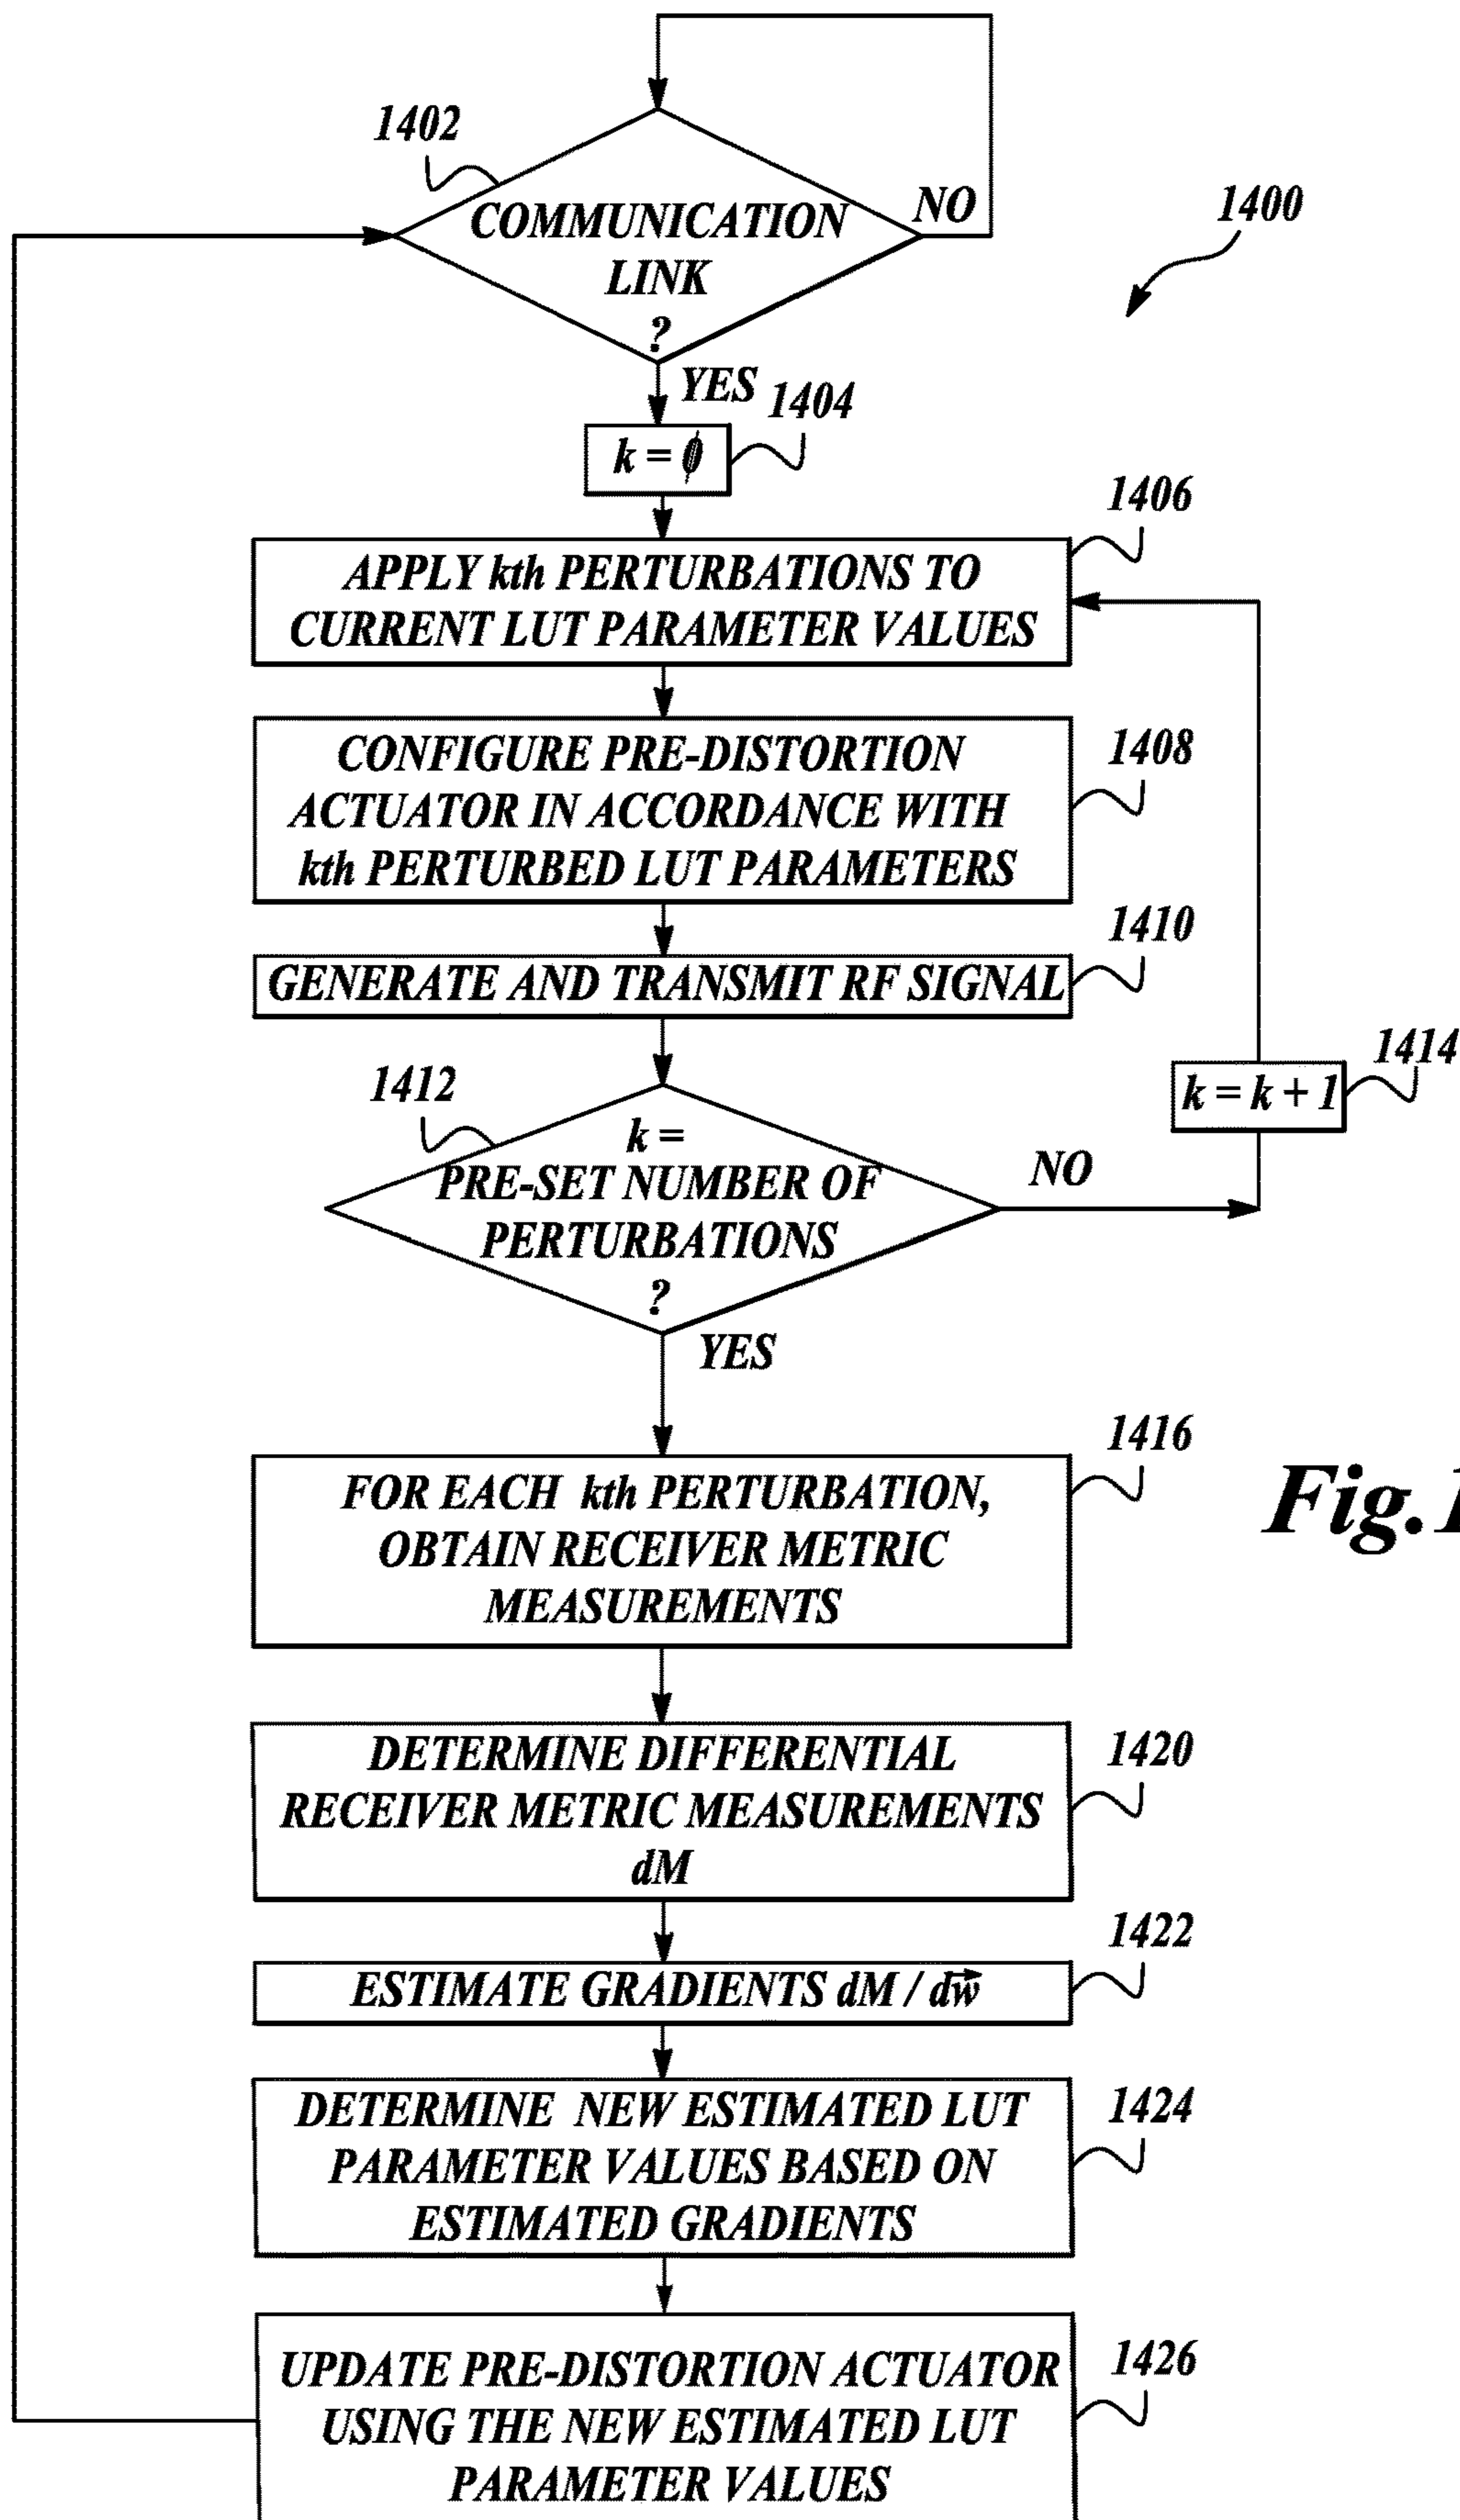 1402
COMMUNICATION
LINK
?
NO
1400
YES
1404
k = φ
1406
APPLY kth PERTURBATIONS TO
CURRENT LUT PARAMETER VALUES
CONFIGURE PRE-DISTORTION
ACTUATOR IN ACCORDANCE WITH
kth PERTURBED LUT PARAMETERS
1408
1410
GENERATE AND TRANSMIT RF SIGNAL
1412
k =
PRE-SET NUMBER OF
PERTURBATIONS
?
NO
k = k + 1
1414
YES
1416
FOR EACH kth PERTURBATION,
OBTAIN RECEIVER METRIC
MEASUREMENTS
Fig.1
DETERMINE DIFFERENTIAL
RECEIVER METRIC MEASUREMENTS
dM
1420
1422
ESTIMATE GRADIENTS dM / dw⃗
DETERMINE NEW ESTIMATED LUT
PARAMETER VALUES BASED ON
ESTIMATED GRADIENTS
1424
UPDATE PRE-DISTORTION ACTUATOR
USING THE NEW ESTIMATED LUT
PARAMETER VALUES
1426